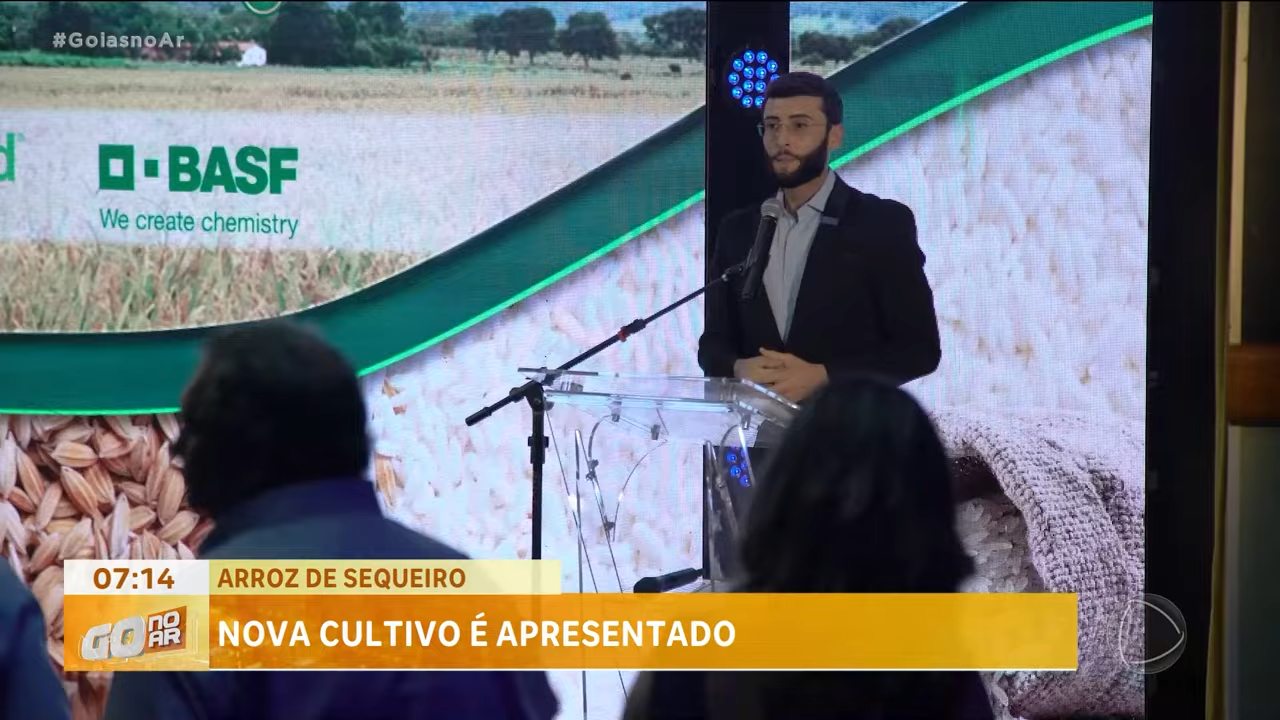 #GoiasnoAr
d
BASF
We create chemistry
07:14
ARROZ DE SEQUEIRO
GO NO AR
NOVA CULTIVO É APRESENTADO